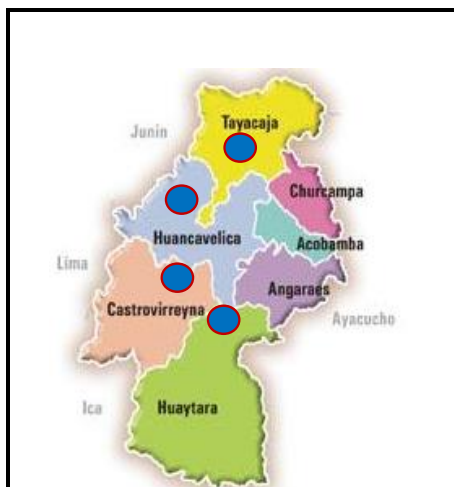 Tayacaja
Junin
Churcampa
Huancavelica
Acobamba
Lima
Angaraes
Castrovirreyna
Ayacucho
Ica
Huaytara